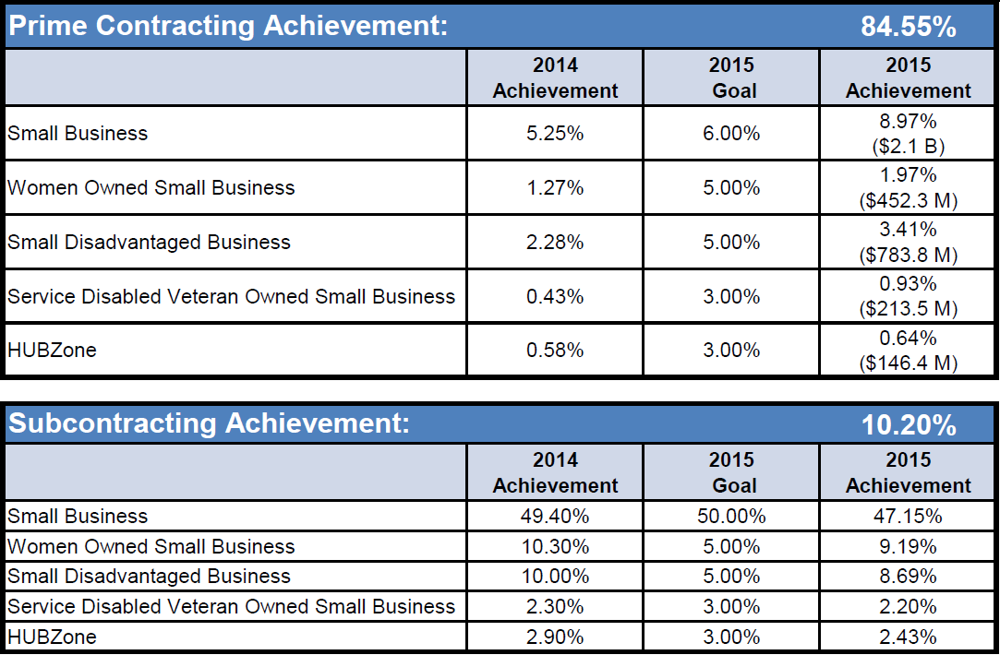 Prime Contracting Achievement: 84.55%
2014 Achievement 2015 Goal 2015 Achievement
Small Business 5.25% 6.00% 8.97% ($2.1 B)
Women Owned Small Business 1.27% 5.00% 1.97% ($452.3 M)
Small Disadvantaged Business 2.28% 5.00% 3.41% ($783.8 M)
Service Disabled Veteran Owned Small Business 0.43% 3.00% 0.93% ($213.5 M)
HUBZone 0.58% 3.00% 0.64% ($146.4 M)
Subcontracting Achievement: 10.20%
2014 Achievement 2015 Goal 2015 Achievement
Small Business 49.40% 50.00% 47.15%
Women Owned Small Business 10.30% 5.00% 9.19%
Small Disadvantaged Business 10.00% 5.00% 8.69%
Service Disabled Veteran Owned Small Business 2.30% 3.00% 2.20%
HUBZone 2.90% 3.00% 2.43%